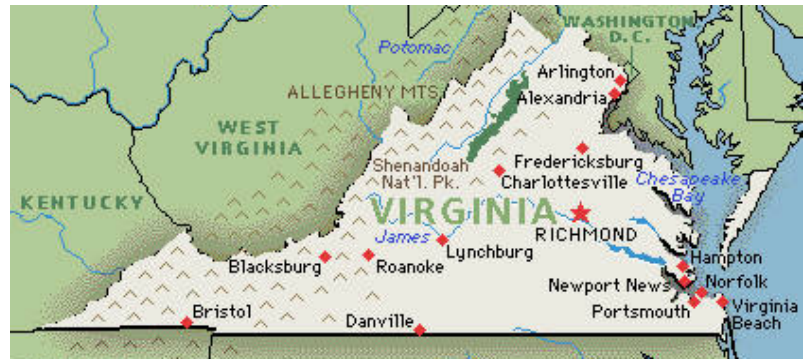 WASHINGTON
D.C.
Potomac
Arlington
Alexandria
ALLEGHENY MTS.
WEST
VIRGINIA
Shenandoah
Nat'l. Pk.
Fredericksburg
Charlottesville
Chesapeake
Bay
KENTUCKY
VIRGINIA
James
RICHMOND
Lynchburg
Blacksburg
Roanoke
Hampton
Newport News
Norfolk
Portsmouth
Virginia
Beach
Bristol
Danville